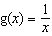 g(x) = 1/x